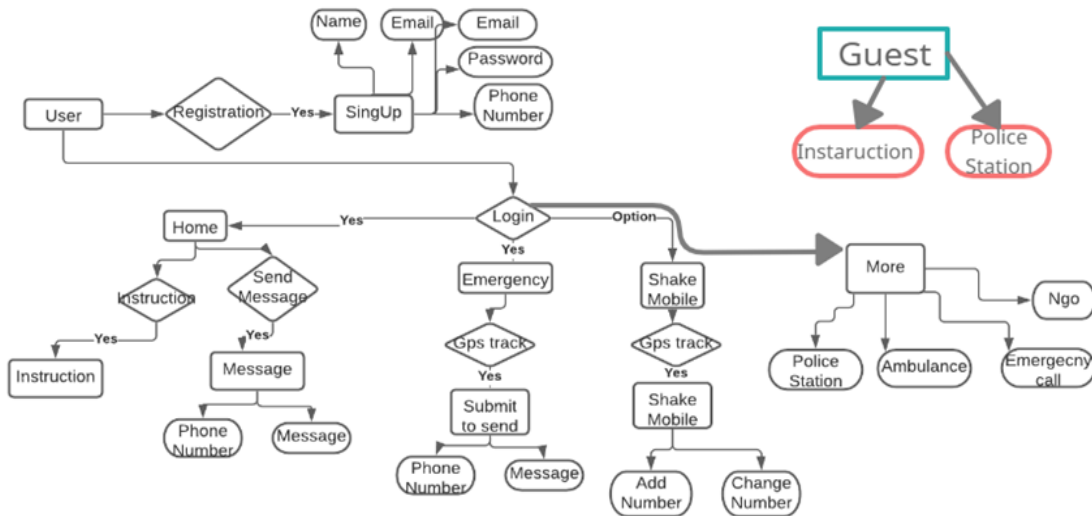 Name
Email
Email
Password
Phone
Number
User
Registration
Yes
SingUp
Guest
Instaruction
Police
Station
Login
Yes
Option
Yes
Home
Instruction
Send
Message
Yes
Yes
Instruction
Message
Phone
Number
Message
Emergency
Gps track
Yes
Submit
to send
Phone
Number
Message
Shake
Mobile
Gps track
Yes
Shake
Mobile
Add
Number
Change
Number
More
Ngo
Police
Station
Ambulance
Emergecny
call